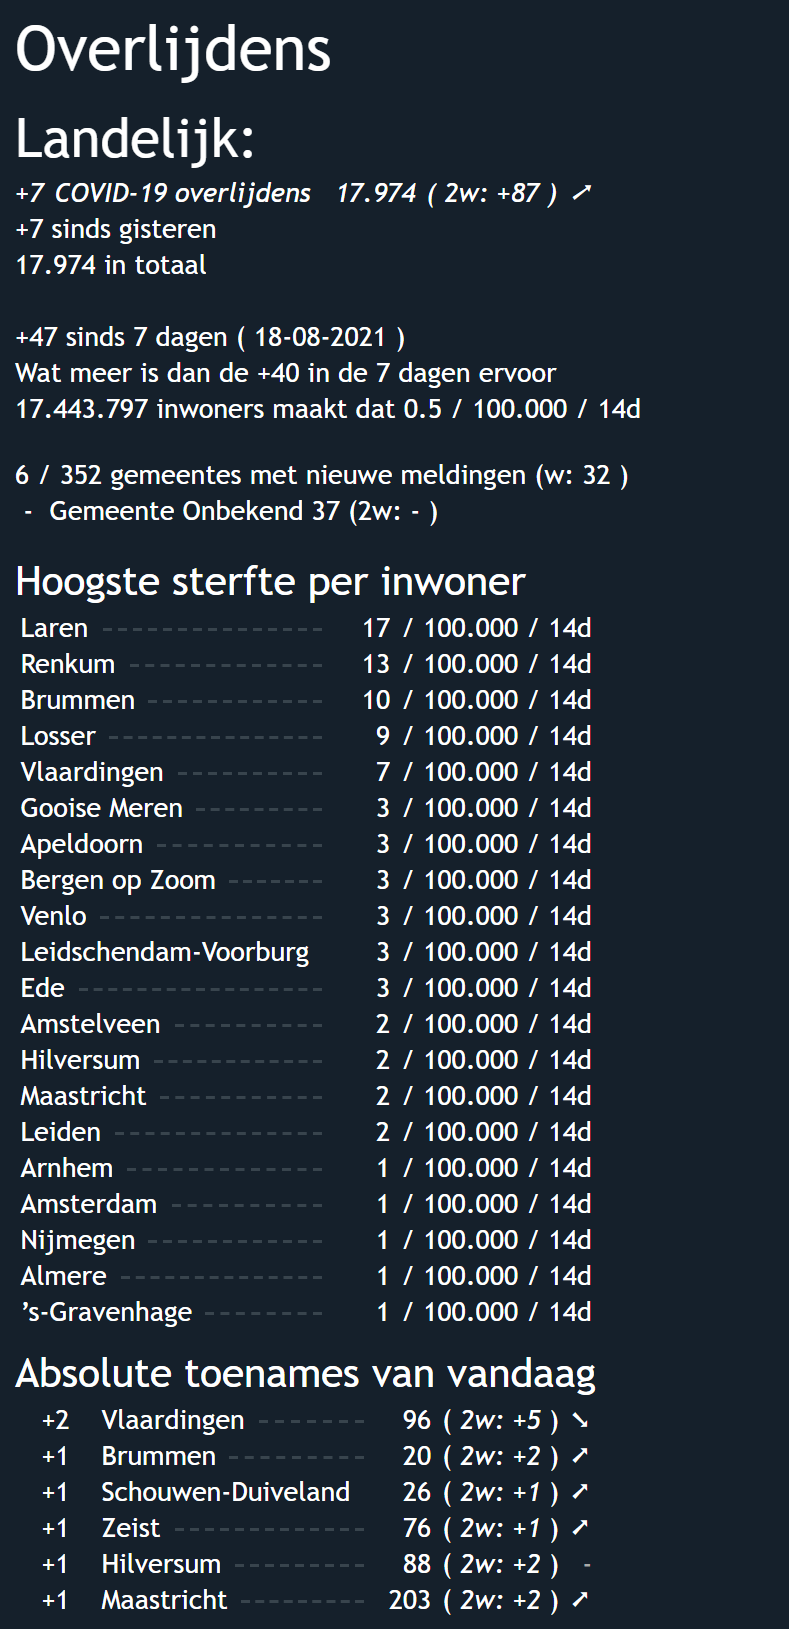 Overlijdens
Landelijk:
+7 COVID-19 overlijdens 17.974 ( 2w: +87 ) ➚
+7 sinds gisteren
17.974 in totaal
+47 sinds 7 dagen ( 18-08-2021 )
Wat meer is dan de +40 in de 7 dagen ervoor
17.443.797 inwoners maakt dat 0.5 / 100.000 / 14d
6 / 352 gemeentes met nieuwe meldingen (w: 32 )
- Gemeente Onbekend 37 (2w: - )
Hoogste sterfte per inwoner
Laren --------------- 17 / 100.000 / 14d
Renkum ------------- 13 / 100.000 / 14d
Brummen ------------ 10 / 100.000 / 14d
Losser --------------- 9 / 100.000 / 14d
Vlaardingen ---------- 7 / 100.000 / 14d
Gooise Meren --------- 3 / 100.000 / 14d
Apeldoorn ----------- 3 / 100.000 / 14d
Bergen op Zoom ------- 3 / 100.000 / 14d
Venlo --------------- 3 / 100.000 / 14d
Leidschendam-Voorburg 3 / 100.000 / 14d
Ede ----------------- 3 / 100.000 / 14d
Amstelveen ---------- 2 / 100.000 / 14d
Hilversum ------------ 2 / 100.000 / 14d
Maastricht ----------- 2 / 100.000 / 14d
Leiden -------------- 2 / 100.000 / 14d
Arnhem ------------- 1 / 100.000 / 14d
Amsterdam ---------- 1 / 100.000 / 14d
Nijmegen ------------ 1 / 100.000 / 14d
Almere -------------- 1 / 100.000 / 14d
’s-Gravenhage -------- 1 / 100.000 / 14d
Absolute toenames van vandaag
+2 Vlaardingen ------- 96 ( 2w: +5 ) ➘
+1 Brummen --------- 20 ( 2w: +2 ) ➚
+1 Schouwen-Duiveland 26 ( 2w: +1 ) ➚
+1 Zeist ------------- 76 ( 2w: +1 ) ➚
+1 Hilversum --------- 88 ( 2w: +2 ) -
+1 Maastricht -------- 203 ( 2w: +2 ) ➚